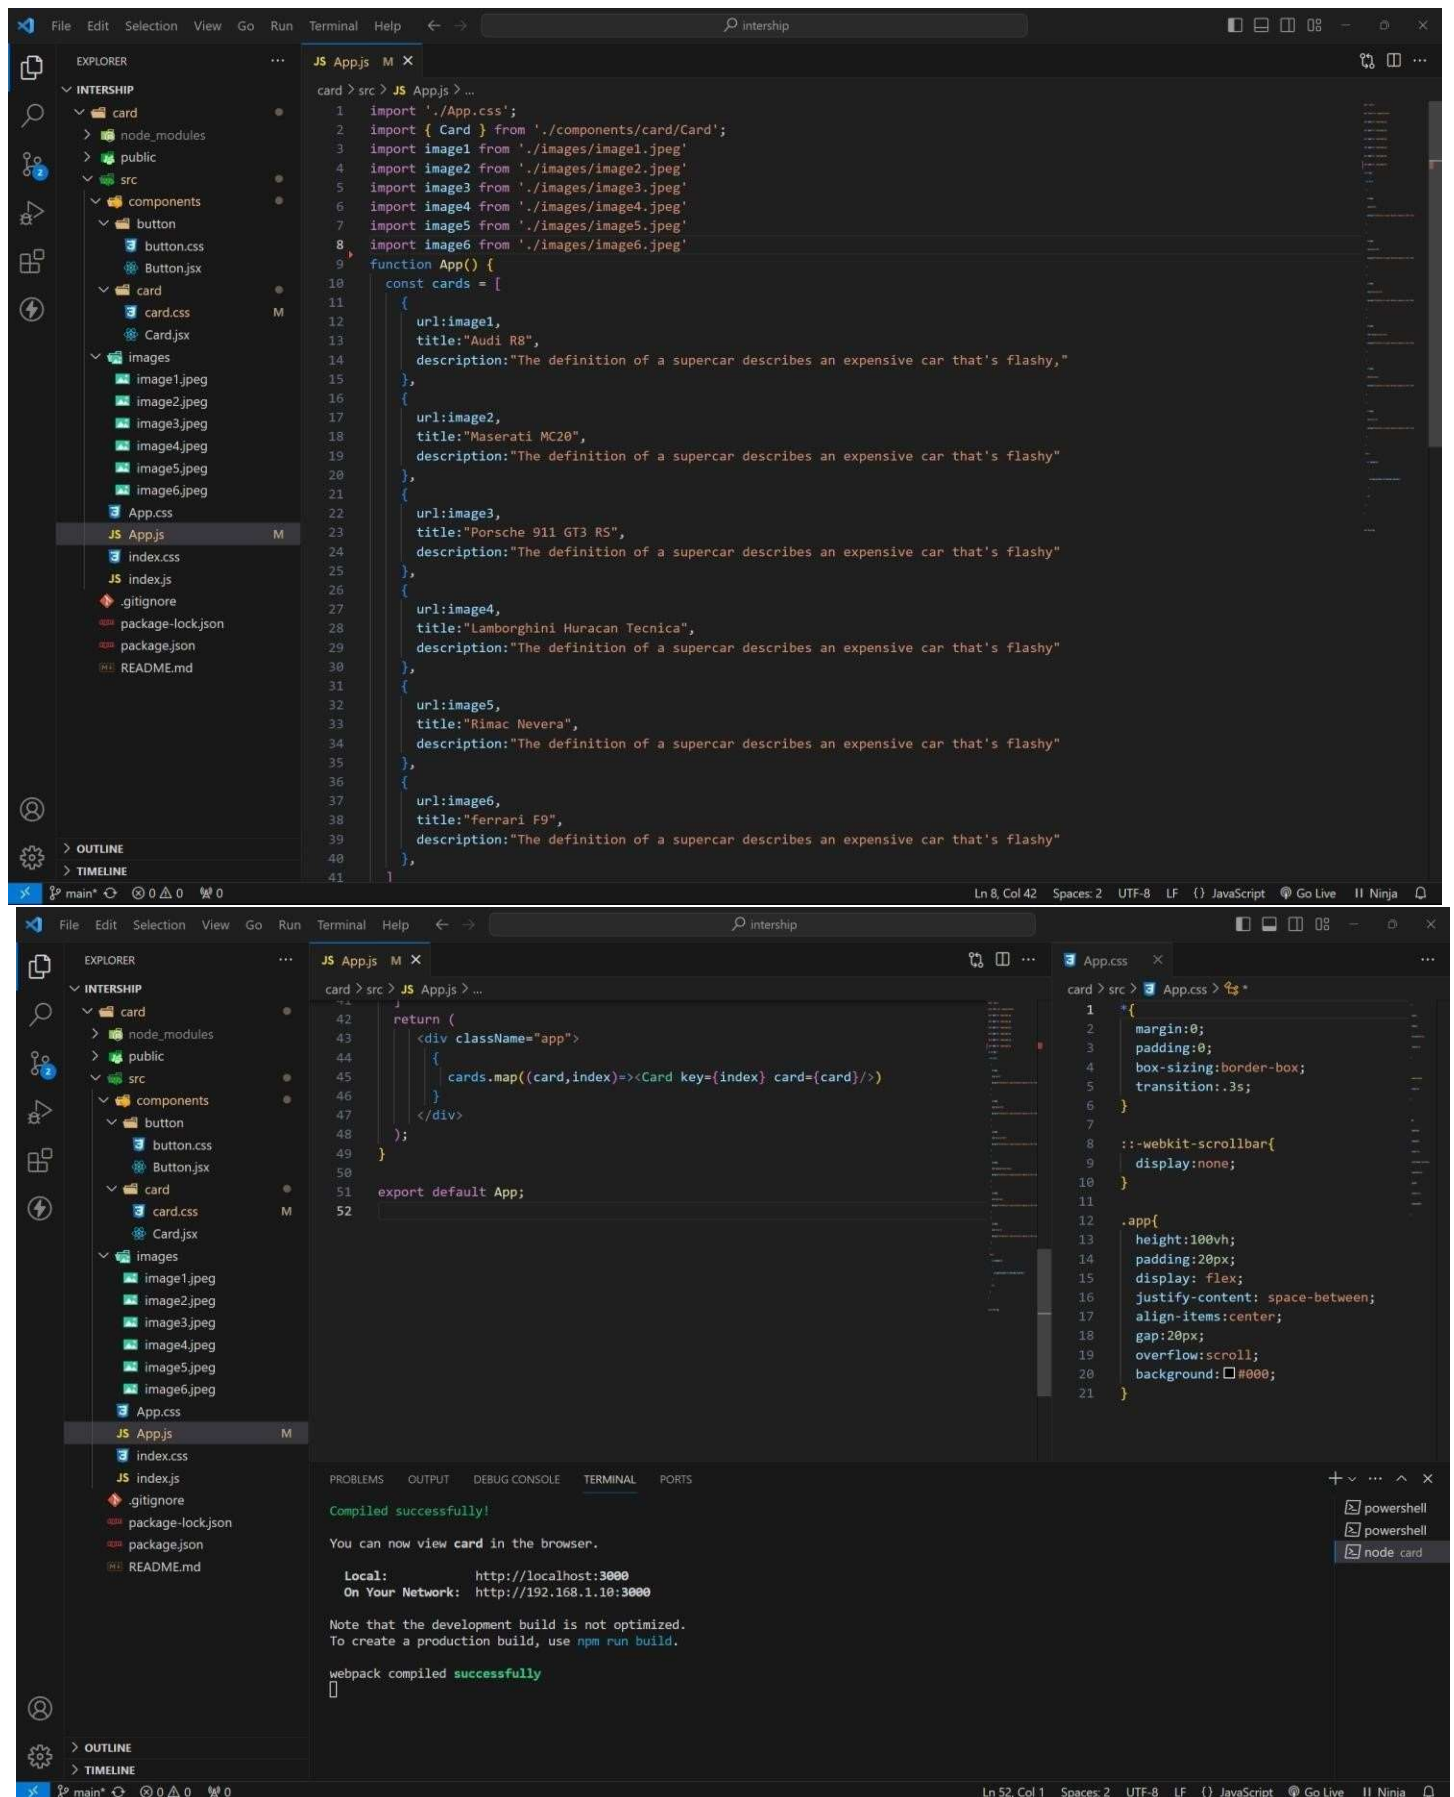 File Edit Selection View Go Run Terminal Help intership
EXPLORER
INTERSHIP
card
node_modules
public
src
components
button
button.css
Button.jsx
card
card.css M
Card.jsx
images
image1.jpeg
image2.jpeg
image3.jpeg
image4.jpeg
image5.jpeg
image6.jpeg
App.css
App.js M
index.css
index.js
.gitignore
package-lock.json
package.json
README.md
OUTLINE
TIMELINE
JS App.js M
card > src > JS App.js > ...
1 import './App.css';
2 import { Card } from './components/card/Card';
3 import image1 from './images/image1.jpeg'
4 import image2 from './images/image2.jpeg'
5 import image3 from './images/image3.jpeg'
6 import image4 from './images/image4.jpeg'
7 import image5 from './images/image5.jpeg'
8 import image6 from './images/image6.jpeg'
9 function App() {
10 const cards = [
11 {
12 url:image1,
13 title:"Audi R8",
14 description:"The definition of a supercar describes an expensive car that's flashy,"
15 },
16 {
17 url:image2,
18 title:"Maserati MC20",
19 description:"The definition of a supercar describes an expensive car that's flashy"
20 },
21 {
22 url:image3,
23 title:"Porsche 911 GT3 RS",
24 description:"The definition of a supercar describes an expensive car that's flashy"
25 },
26 {
27 url:image4,
28 title:"Lamborghini Huracan Tecnica",
29 description:"The definition of a supercar describes an expensive car that's flashy"
30 },
31 {
32 url:image5,
33 title:"Rimac Nevera",
34 description:"The definition of a supercar describes an expensive car that's flashy"
35 },
36 {
37 url:image6,
38 title:"ferrari F9",
39 description:"The definition of a supercar describes an expensive car that's flashy"
40 },
41 ]
main* 0 0 0 Ln 8, Col 42 Spaces: 2 UTF-8 LF {} JavaScript Go Live Ninja
File Edit Selection View Go Run Terminal Help intership
EXPLORER
INTERSHIP
card
node_modules
public
src
components
button
button.css
Button.jsx
card
card.css M
Card.jsx
images
image1.jpeg
image2.jpeg
image3.jpeg
image4.jpeg
image5.jpeg
image6.jpeg
App.css
App.js M
index.css
index.js
.gitignore
package-lock.json
package.json
README.md
OUTLINE
TIMELINE
JS App.js M
card > src > JS App.js > ...
41 ]
42 return (
43 <div className="app">
44 {
45 cards.map((card,index)=><Card key={index} card={card}/>)
46 }
47 </div>
48 );
49 }
50
51 export default App;
52
App.css
card > src > App.css > *
1 *{
2 margin:0;
3 padding:0;
4 box-sizing:border-box;
5 transition:.3s;
6 }
7
8 ::-webkit-scrollbar{
9 display:none;
10 }
11
12 .app{
13 height:100vh;
14 padding:20px;
15 display: flex;
16 justify-content: space-between;
17 align-items:center;
18 gap:20px;
19 overflow:scroll;
20 background:#000;
21 }
PROBLEMS OUTPUT DEBUG CONSOLE TERMINAL PORTS
Compiled successfully!
You can now view card in the browser.
Local: http://localhost:3000
On Your Network: http://192.168.1.10:3000
Note that the development build is not optimized.
To create a production build, use npm run build.
webpack compiled successfully
powershell
powershell
node card
main* 0 0 0 Ln 52, Col 1 Spaces: 2 UTF-8 LF {} JavaScript Go Live Ninja